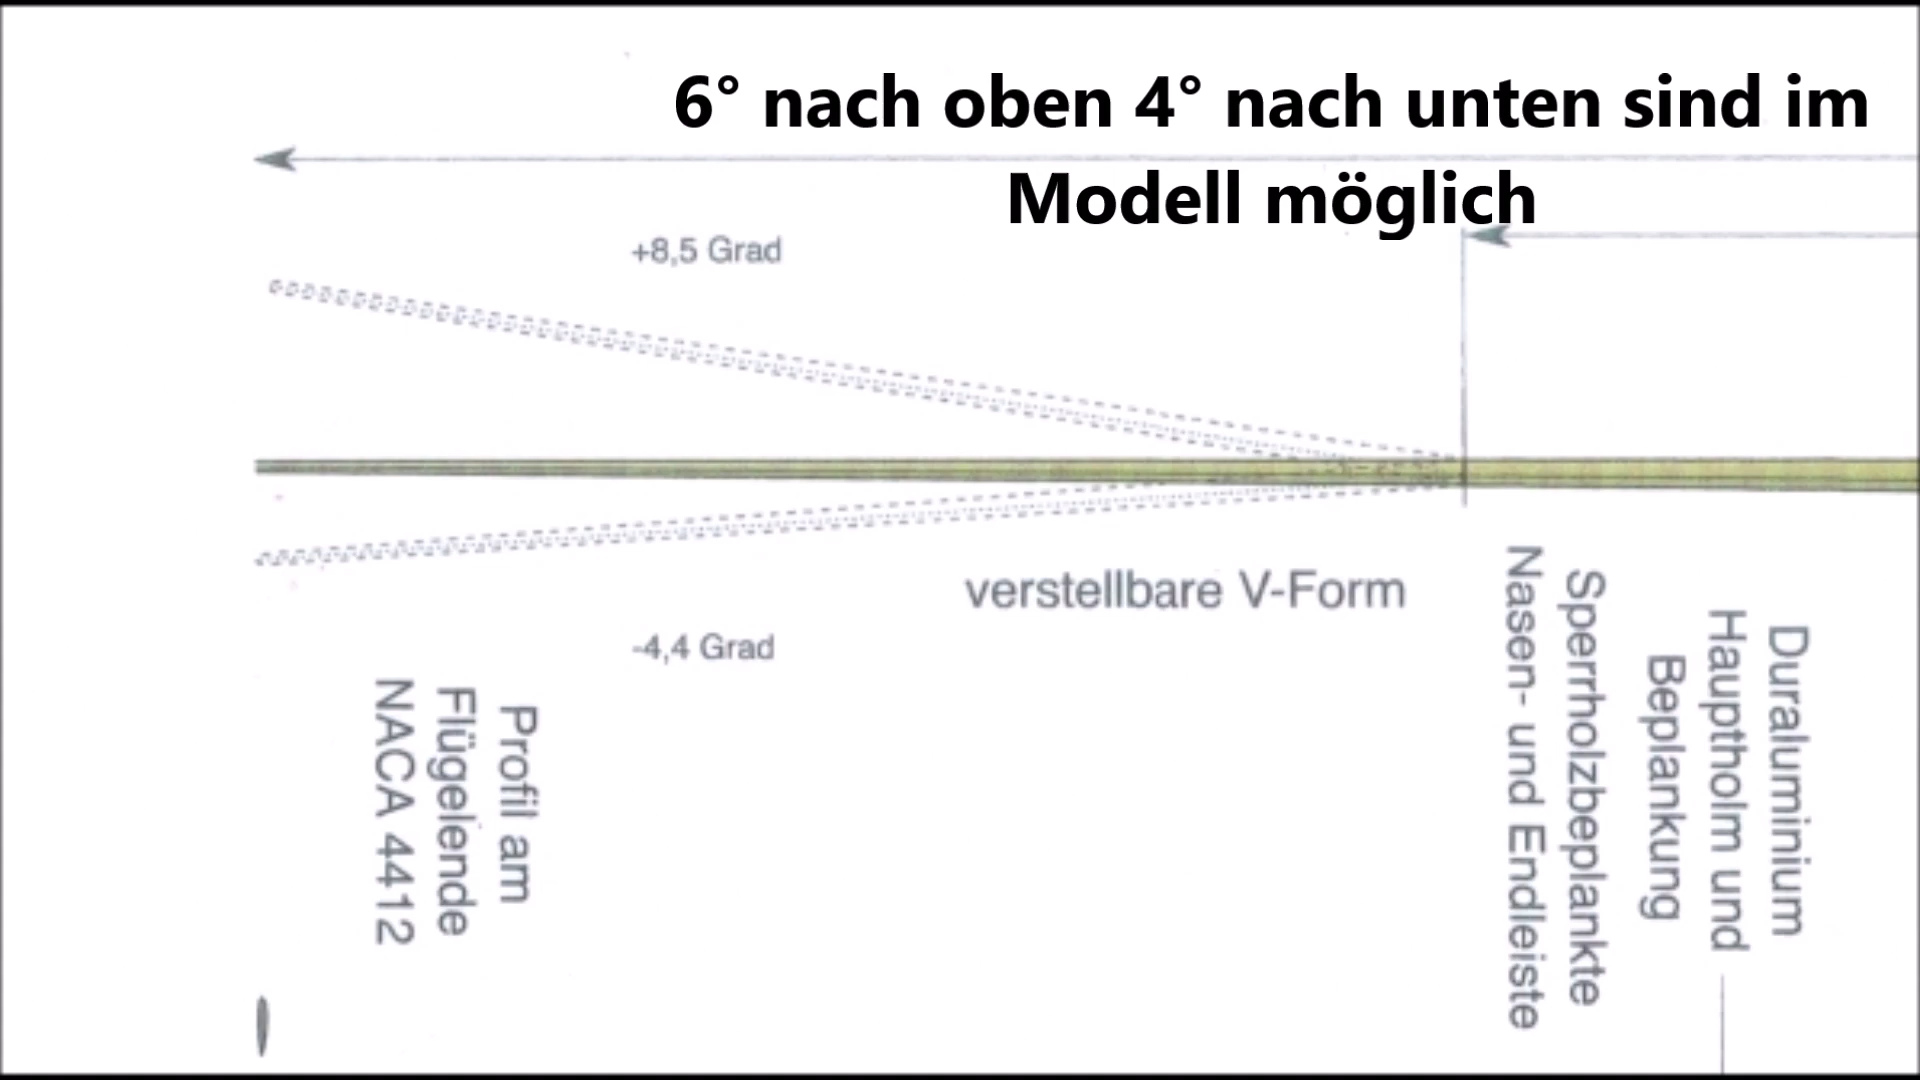 6° nach oben 4° nach unten sind im
Modell möglich
+8,5 Grad
verstellbare V-Form
-4,4 Grad
Profil am
Flügelende
NACA 4412
Duraluminium
Hauptholm und
Beplankung
Sperrholzbeplankte
Nasen- und Endleiste